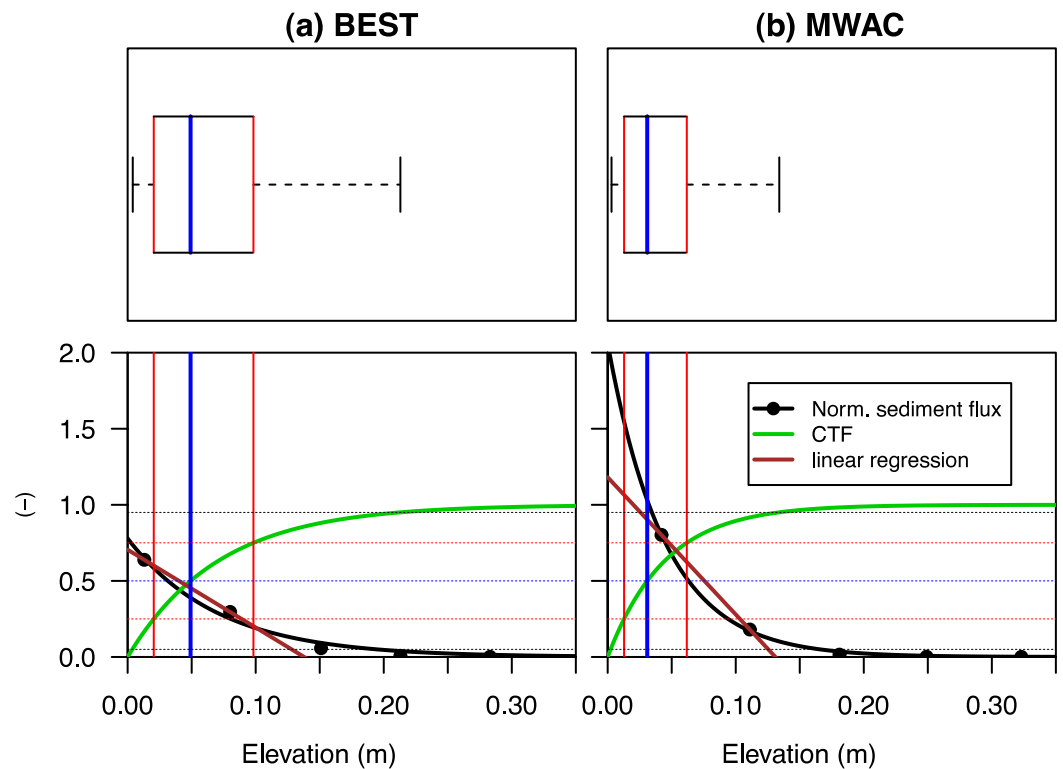 (a) BEST
(b) MWAC
2.0
1.5
1.0
0.5
0.0
(−)
Norm. sediment flux
CTF
linear regression
0.00 0.10 0.20 0.30
0.00 0.10 0.20 0.30
Elevation (m)
Elevation (m)